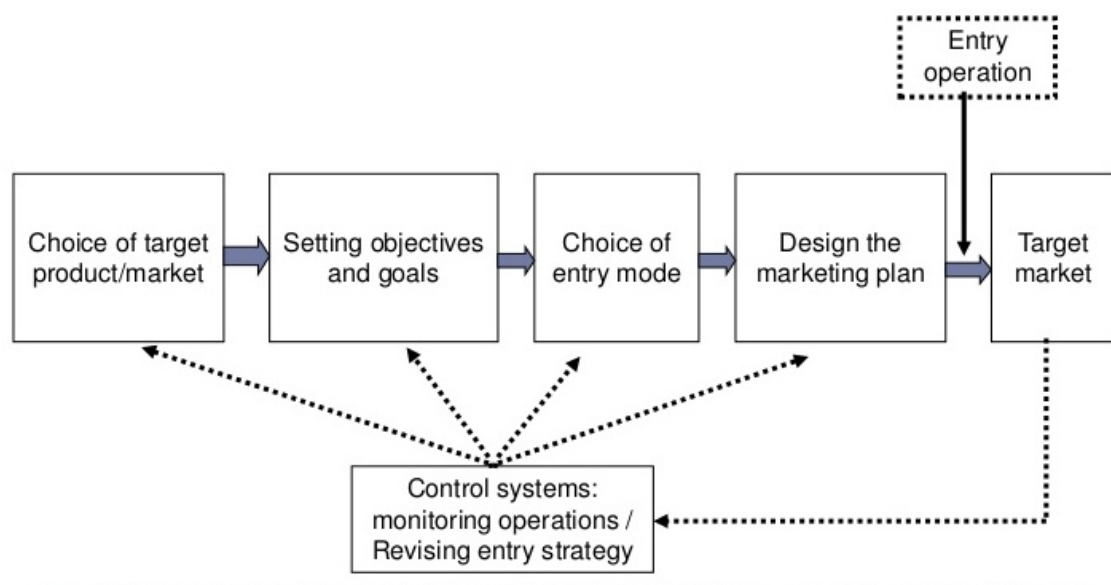 Entry
operation
Choice of target
product/market
Setting objectives
and goals
Choice of
entry mode
Design the
marketing plan
Target
market
Control systems:
monitoring operations /
Revising entry strategy